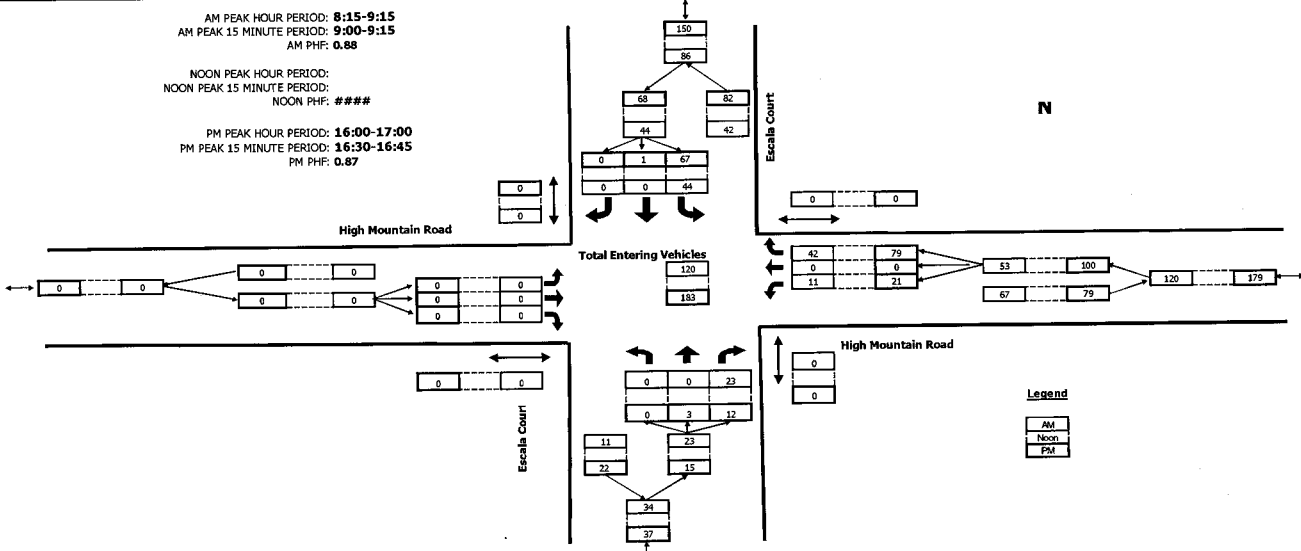 AM PEAK HOUR PERIOD: 8:15-9:15
AM PEAK 15 MINUTE PERIOD: 9:00-9:15
AM PHF: 0.88
NOON PEAK HOUR PERIOD:
NOON PEAK 15 MINUTE PERIOD:
NOON PHF: ####
PM PEAK HOUR PERIOD: 16:00-17:00
PM PEAK 15 MINUTE PERIOD: 16:30-16:45
PM PHF: 0.87
150
86
68 82
44 42
0 1 67
0 0 44
Escala Court
N
0
0
0 0
High Mountain Road
Total Entering Vehicles
120
183
42 79
0 0
11 21
53 100
67 79
120 179
0 0
0 0
0 0
0 0
0 0
0 0
High Mountain Road
0
0
0 0
Escala Court
0 0 23
0 3 12
11 23
22 15
34
37
Legend
AM
Noon
PM